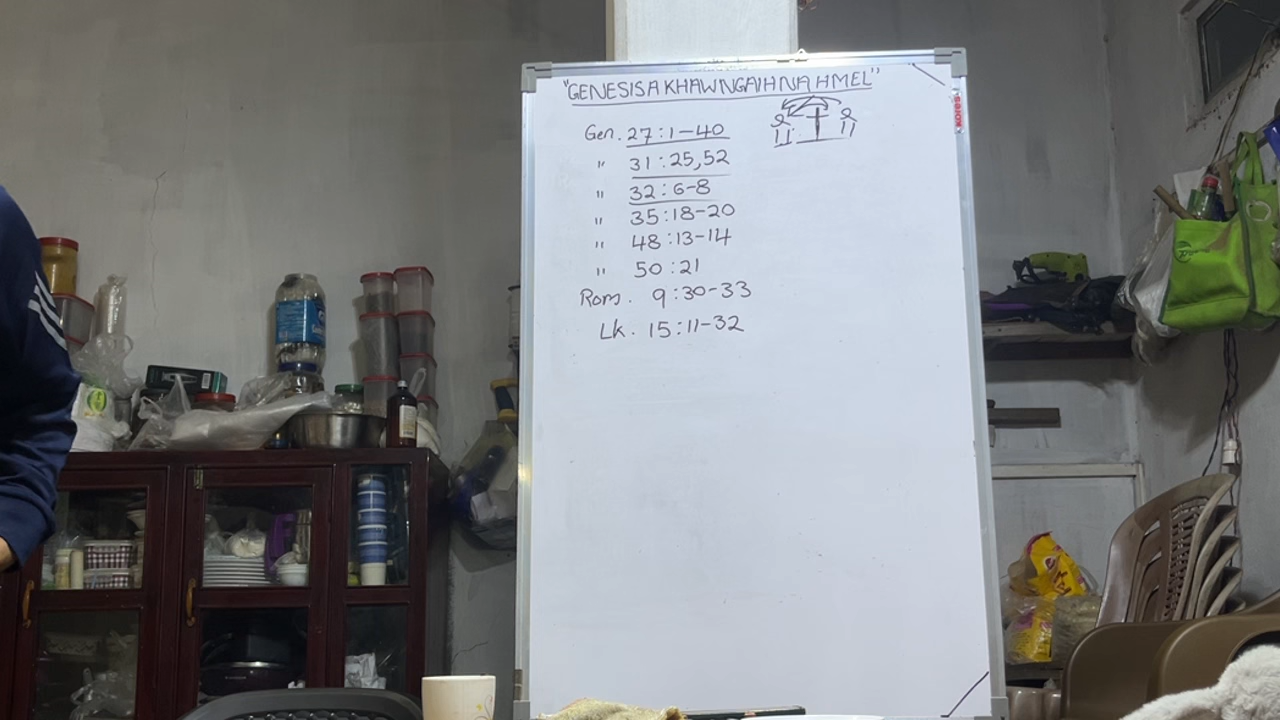 "GENESISA KHAWNGAIHNA HMEL"
Gen. 27:1-40
" 31:25,52
" 32:6-8
" 35:18-20
" 48:13-14
" 50:21
Rom. 9:30-33
Lk. 15:11-32
KORES